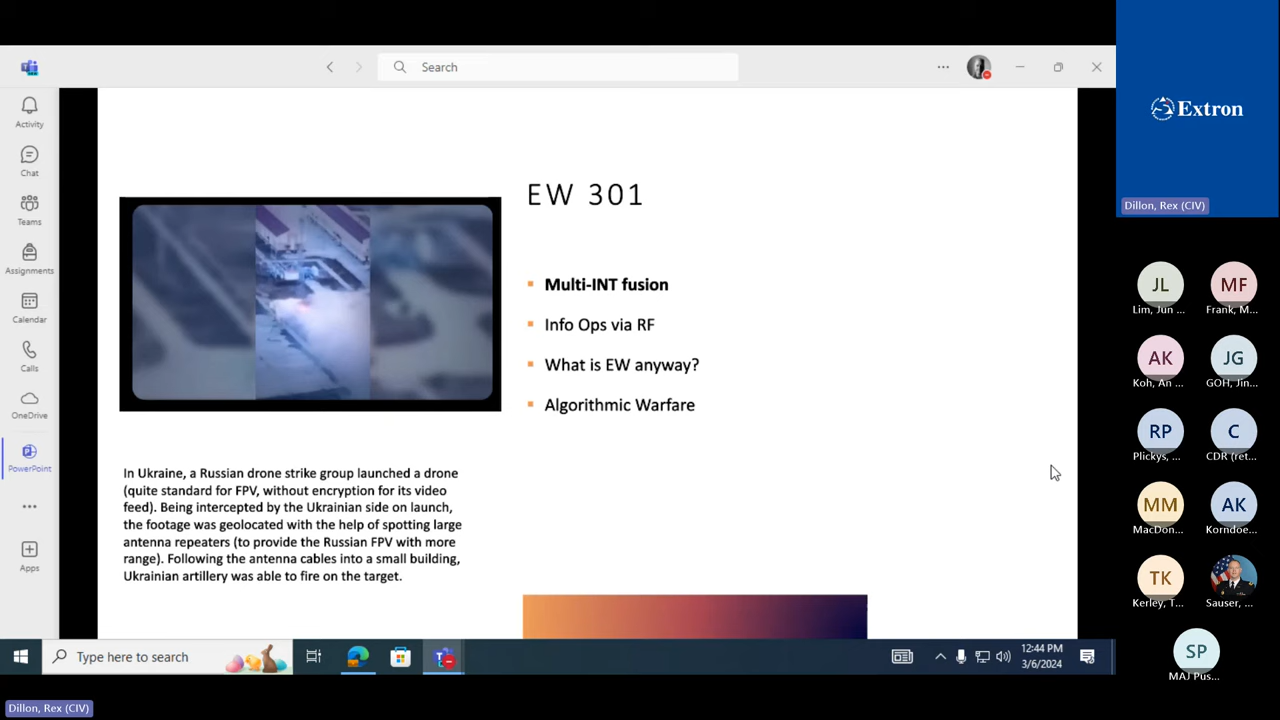 Search
Extron
Activity
Chat
Teams
Assignments
Calendar
Calls
OneDrive
PowerPoint
Apps
EW 301
Multi-INT fusion
Info Ops via RF
What is EW anyway?
Algorithmic Warfare
In Ukraine, a Russian drone strike group launched a drone
(quite standard for FPV, without encryption for its video
feed). Being intercepted by the Ukrainian side on launch,
the footage was geolocated with the help of spotting large
antenna repeaters (to provide the Russian FPV with more
range). Following the antenna cables into a small building,
Ukrainian artillery was able to fire on the target.
Type here to search
12:44 PM
3/6/2024
Dillon, Rex (CIV)
Dillon, Rex (CIV)
JL MF
Lim, Jun ... Frank, M...
AK JG
Koh, An ... GOH, Jin...
RP C
Plickys, ... CDR (ret...
MM AK
MacDon... Korndoe...
TK
Kerley, T... Sauser, ...
SP
MAJ Pus...